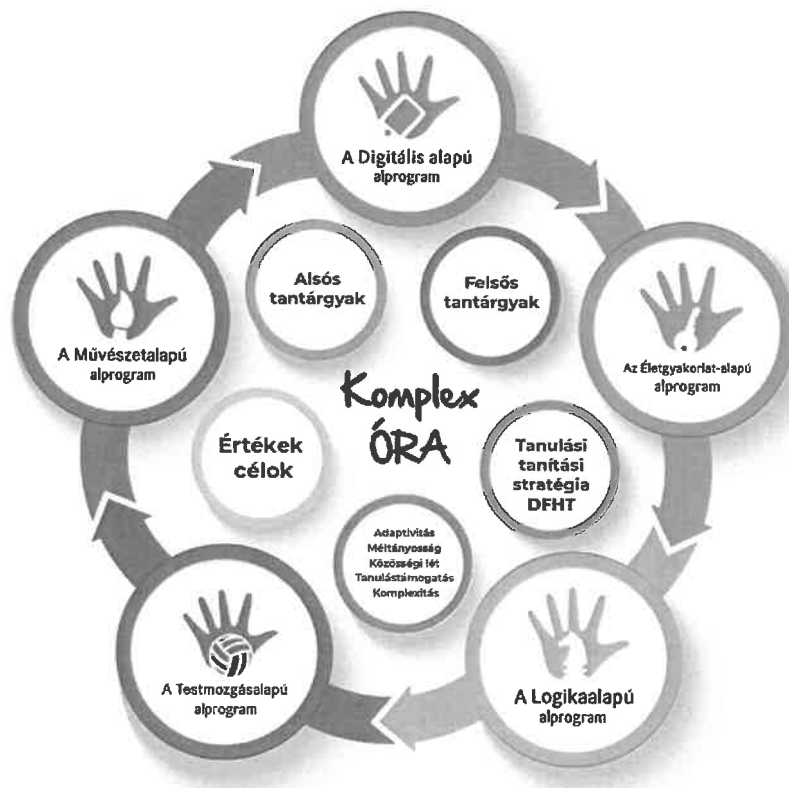 A Digitális alapú
alprogram
Alsós
tantárgyak
Felsős
tantárgyak
A Művészetalapú
alprogram
Az Életgyakorlat-alapú
alprogram
Komplex
ÓRA
Értékek
célok
Tanulási
tanítási
stratégia
DFHT
Adaptivitás
Méltányosság
Közösségi lét
Tanulástámogatás
Komplexitás
A Testmozgásalapú
alprogram
A Logikaalapú
alprogram